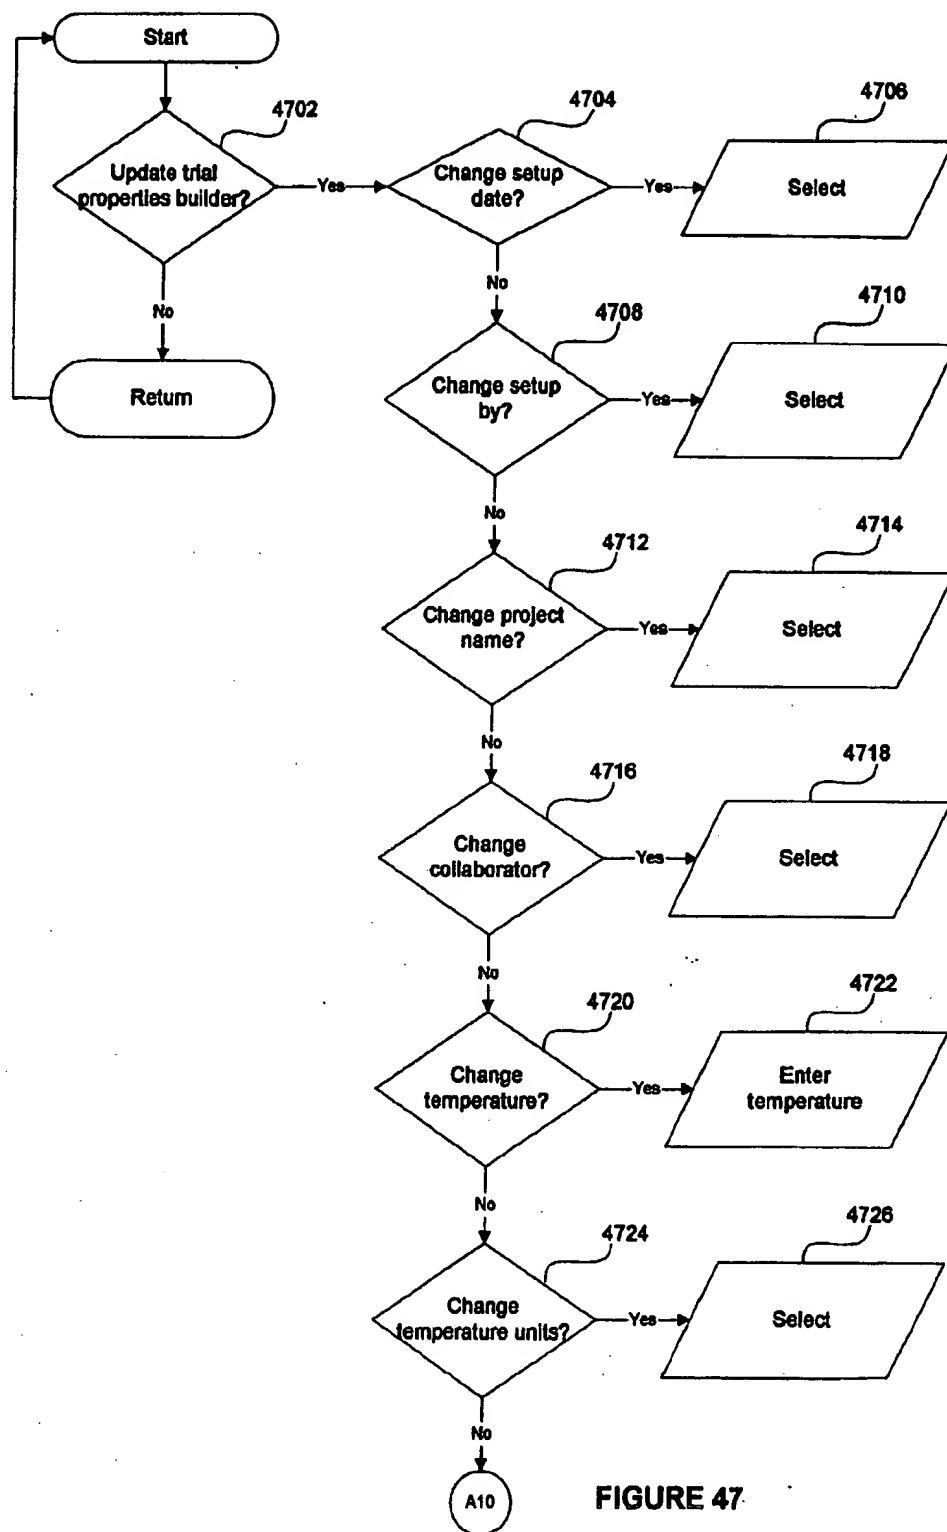 Start
4702
Update trial
properties builder?
Yes
4704
Change setup
date?
Yes
4706
Select
No
Return
No
4708
Change setup
by?
Yes
4710
Select
No
4712
Change project
name?
Yes
4714
Select
No
4716
Change
collaborator?
Yes
4718
Select
No
4720
Change
temperature?
Yes
4722
Enter
temperature
No
4724
Change
temperature units?
Yes
4726
Select
No
A10
FIGURE 47